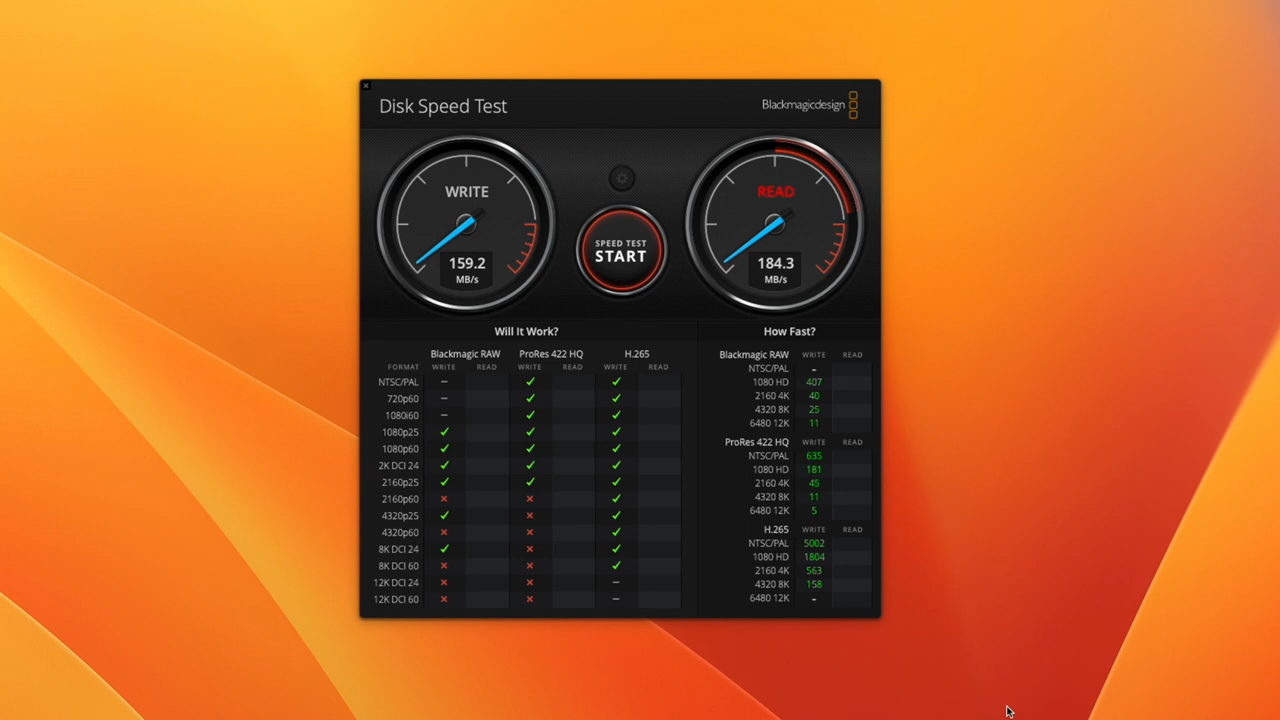 Disk Speed Test
Blackmagicdesign
WRITE
159.2
MB/s
SPEED TEST
START
READ
184.3
MB/s
Will It Work?
Blackmagic RAW ProRes 422 HQ H.265
FORMAT WRITE READ WRITE READ WRITE READ
NTSC/PAL – ✓ ✓
720p60 – ✓ ✓
1080i60 – ✓ ✓
1080p25 ✓ ✓ ✓
1080p60 ✓ ✓ ✓
2K DCI 24 ✓ ✓ ✓
2160p25 ✓ ✓ ✓
2160p60 × × ✓
4320p25 ✓ × ✓
4320p60 × × ✓
8K DCI 24 ✓ × ✓
8K DCI 60 × × ✓
12K DCI 24 × × –
12K DCI 60 × × –
How Fast?
Blackmagic RAW WRITE READ
NTSC/PAL -
1080 HD 407
2160 4K 40
4320 8K 25
6480 12K 11
ProRes 422 HQ WRITE READ
NTSC/PAL 635
1080 HD 181
2160 4K 45
4320 8K 11
6480 12K 5
H.265 WRITE READ
NTSC/PAL 5002
1080 HD 1804
2160 4K 563
4320 8K 158
6480 12K -